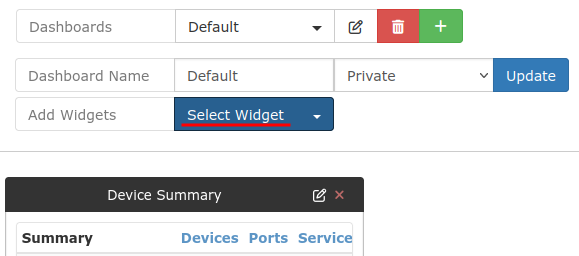 Dashboards Default
Dashboard Name Default Private Update
Add Widgets Select Widget
Device Summary
Summary Devices Ports Service